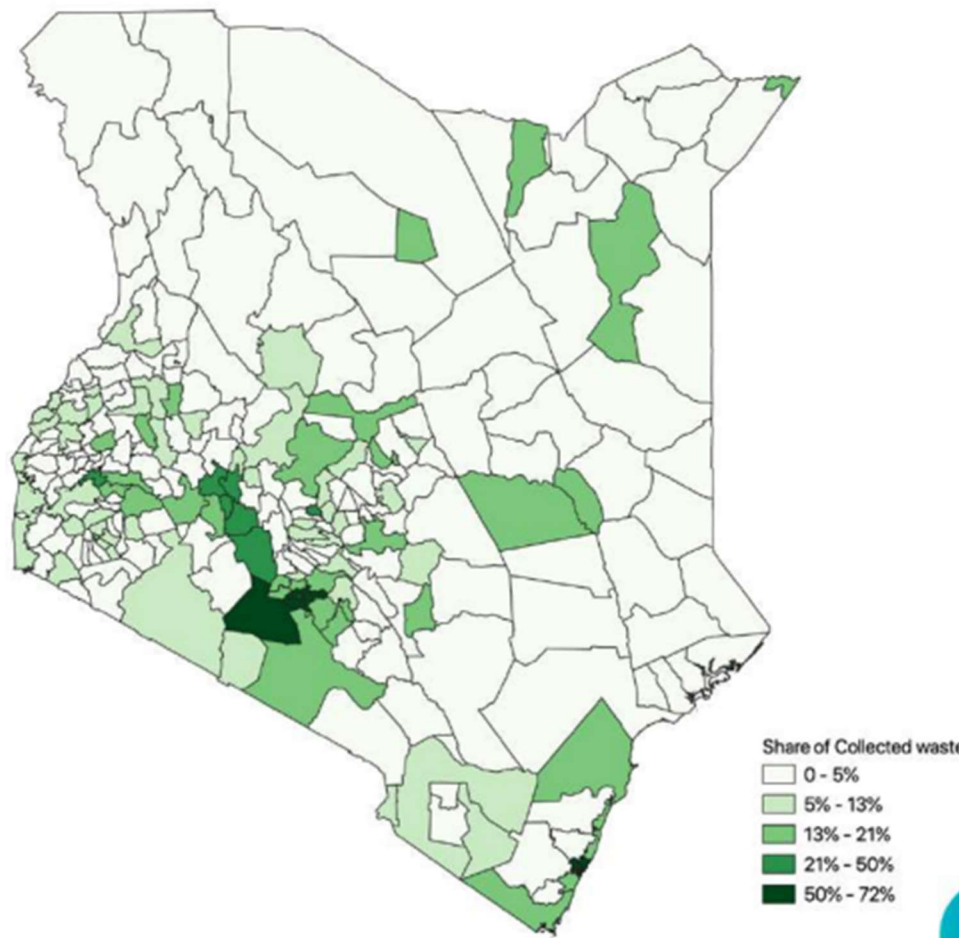 Share of Collected waste
0 - 5%
5% - 13%
13% - 21%
21% - 50%
50% - 72%